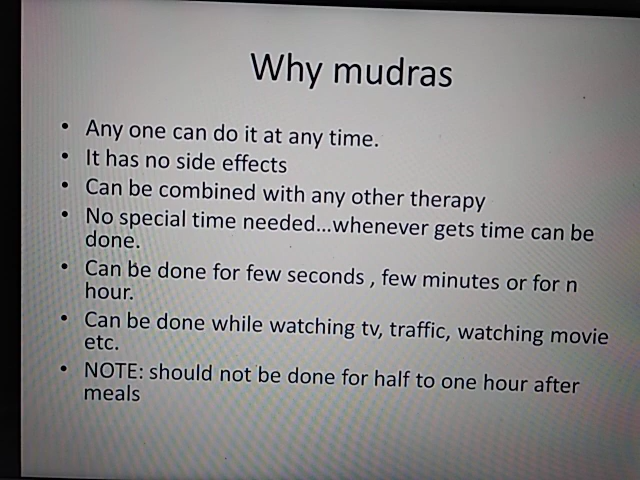 Why mudras
• Any one can do it at any time.
• It has no side effects
• Can be combined with any other therapy
• No special time needed...whenever gets time can be
done.
• Can be done for few seconds , few minutes or for n
hour.
• Can be done while watching tv, traffic, watching movie
etc.
• NOTE: should not be done for half to one hour after
meals